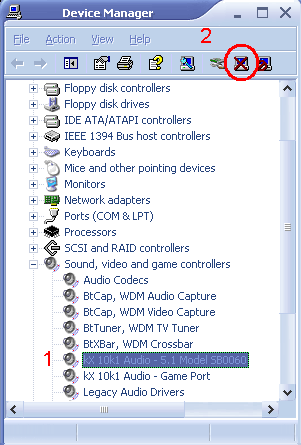 Device Manager
2
File Action View Help
Floppy disk controllers
Floppy disk drives
IDE ATA/ATAPI controllers
IEEE 1394 Bus host controllers
Keyboards
Mice and other pointing devices
Monitors
Network adapters
Ports (COM & LPT)
Processors
SCSI and RAID controllers
Sound, video and game controllers
Audio Codecs
BtCap, WDM Audio Capture
BtCap, WDM Video Capture
BtTuner, WDM TV Tuner
BtXBar, WDM Crossbar
1 kX 10k1 Audio - 5.1 Model SB0060
kX 10k1 Audio - Game Port
Legacy Audio Drivers